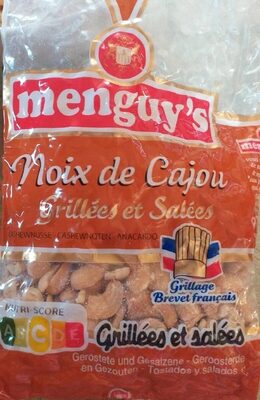 menguy's
Noix de Cajou
Grillées et Salées
CASHEWNOTEN - ANACARDO
Grillage
Brevet français
NUTRI-SCORE
A B C D E
Grillées et salées
Geröstete und Gesalzene - Geroosterde
en Gezouten - Tostados y salados